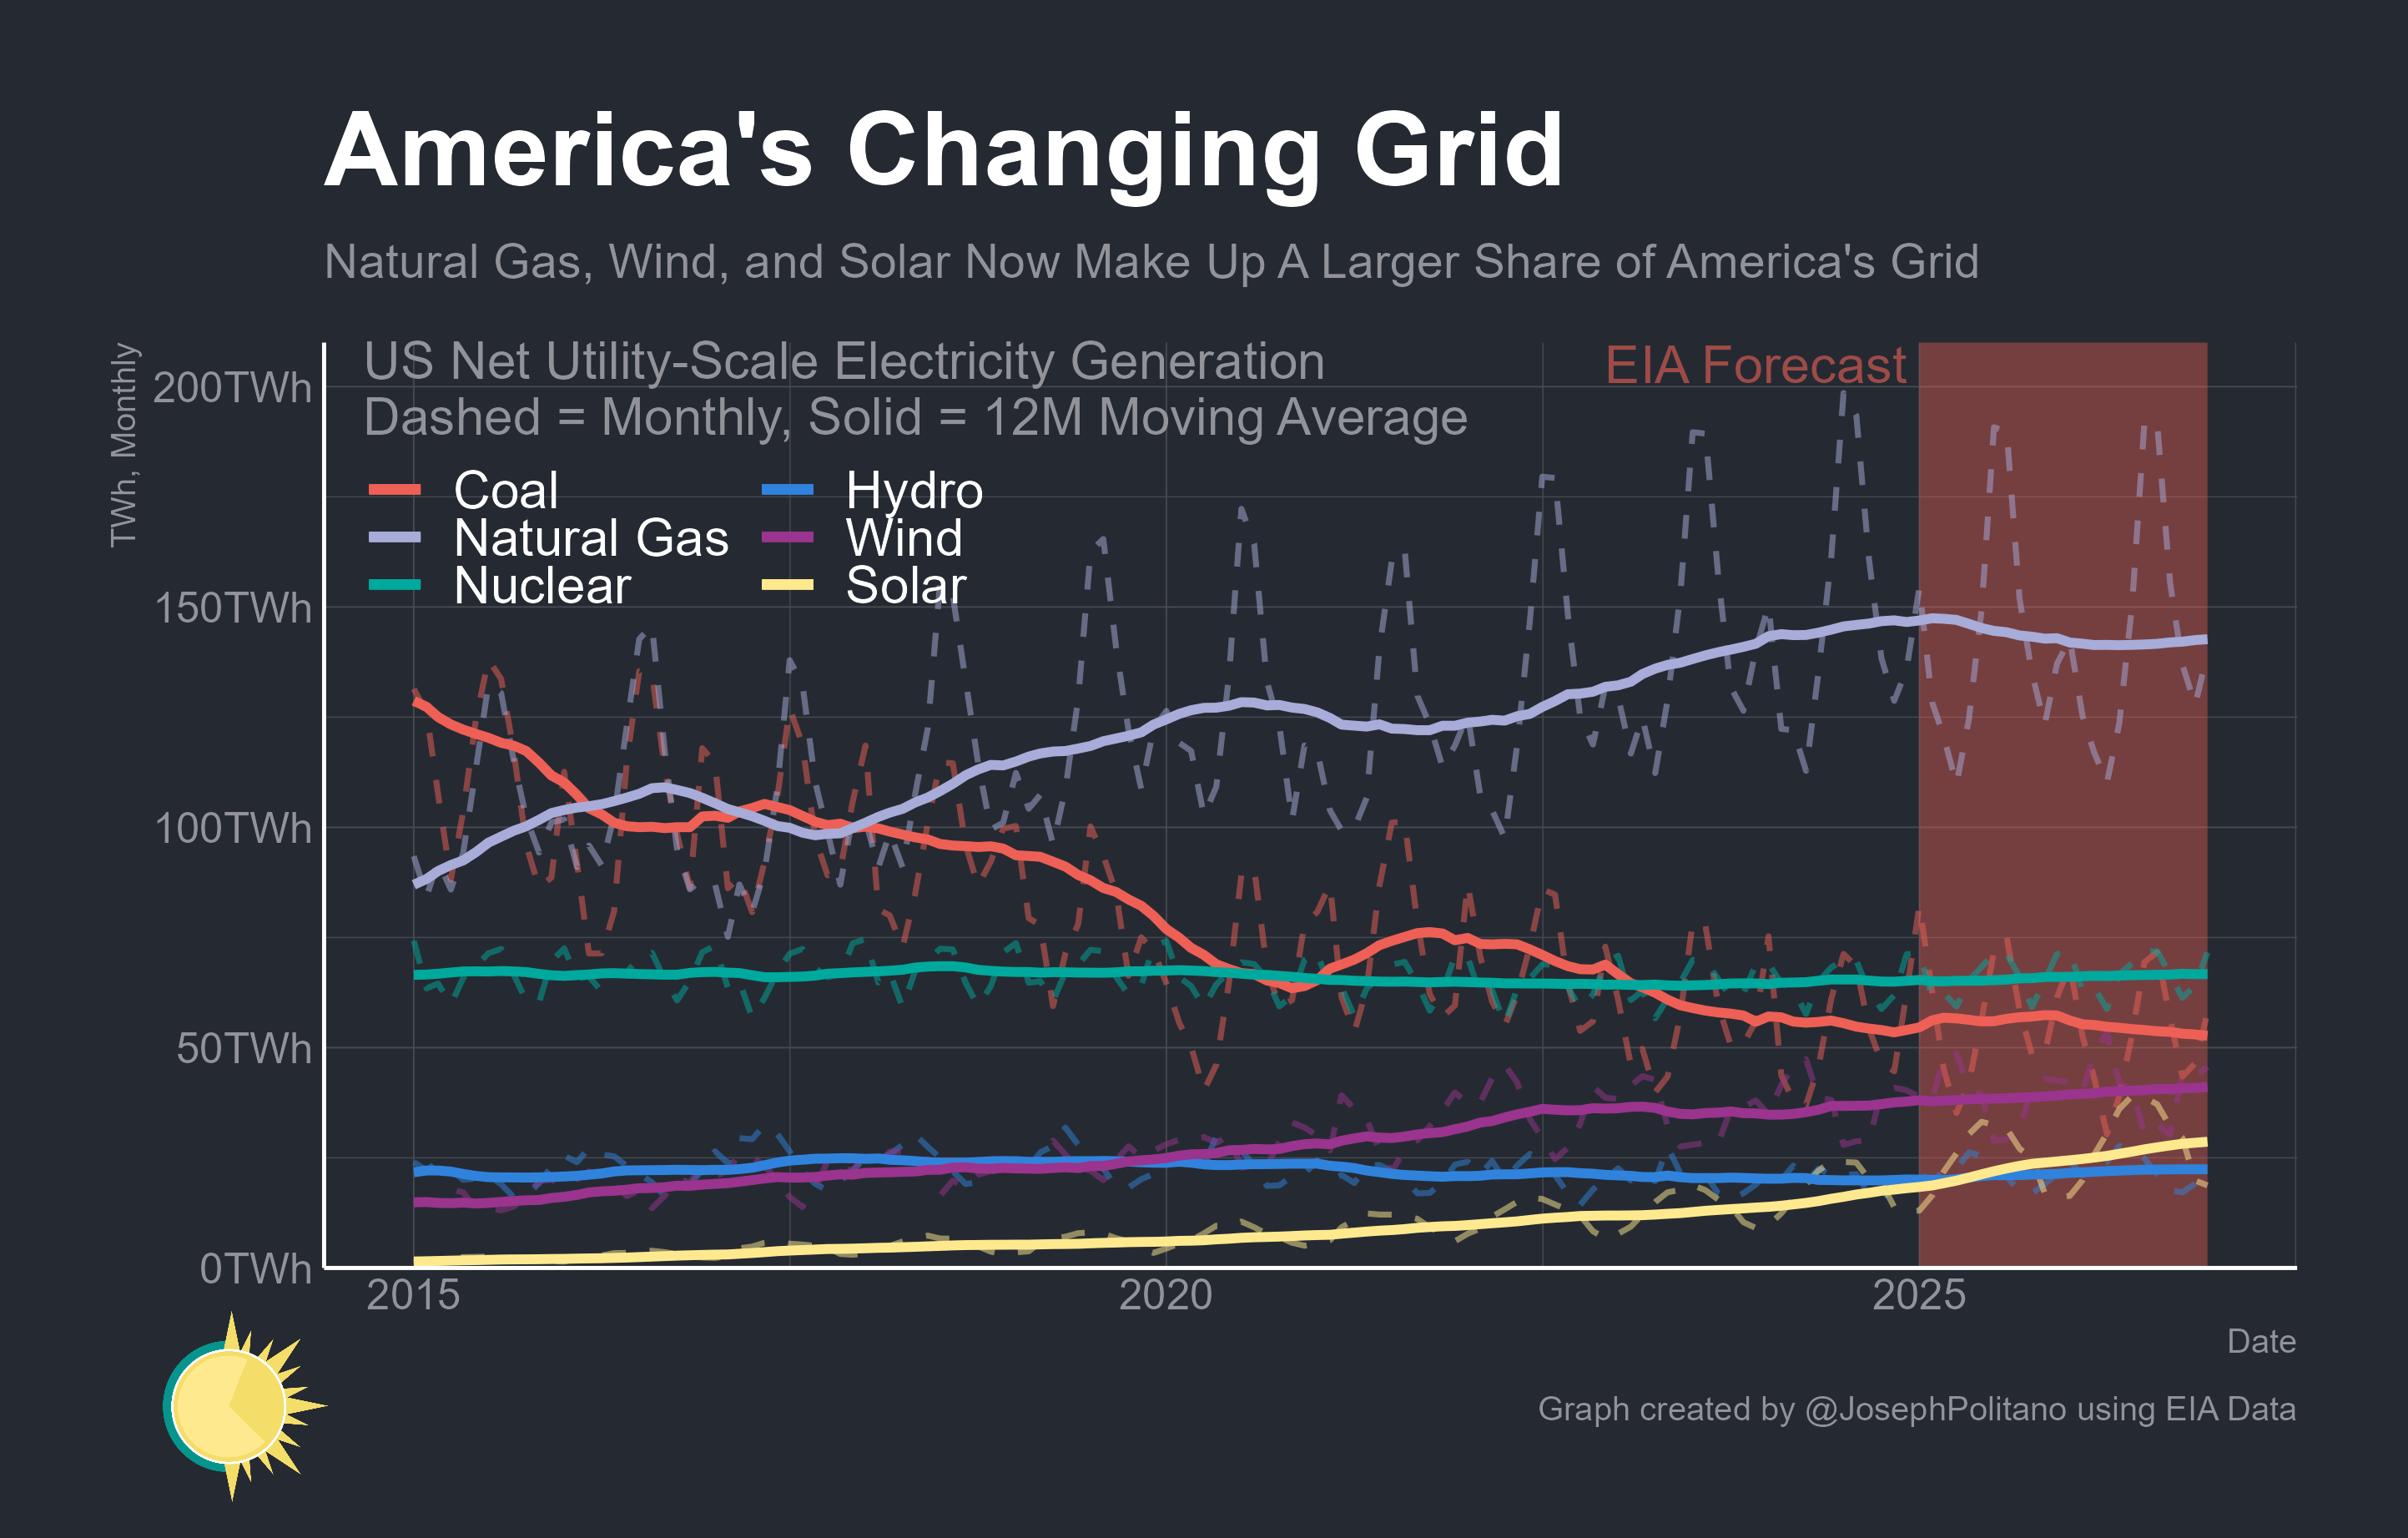 America's Changing Grid
Natural Gas, Wind, and Solar Now Make Up A Larger Share of America's Grid
TWh, Monthly
US Net Utility-Scale Electricity Generation
Dashed = Monthly, Solid = 12M Moving Average
EIA Forecast
Coal
Natural Gas
Nuclear
Hydro
Wind
Solar
200TWh
150TWh
100TWh
50TWh
0TWh
2015 2020 2025
Date
Graph created by @JosephPolitano using EIA Data